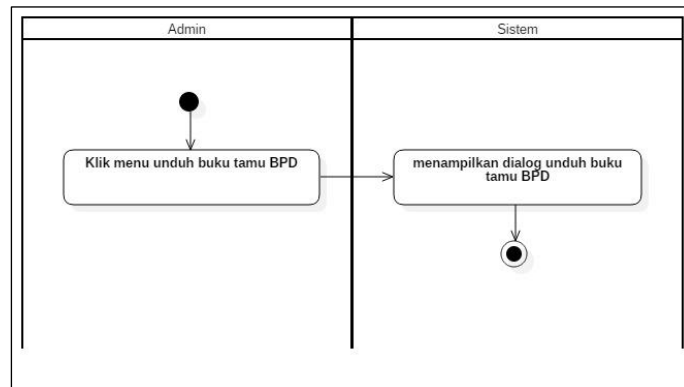 Admin
Sistem
Klik menu unduh buku tamu BPD
menampilkan dialog unduh buku
tamu BPD